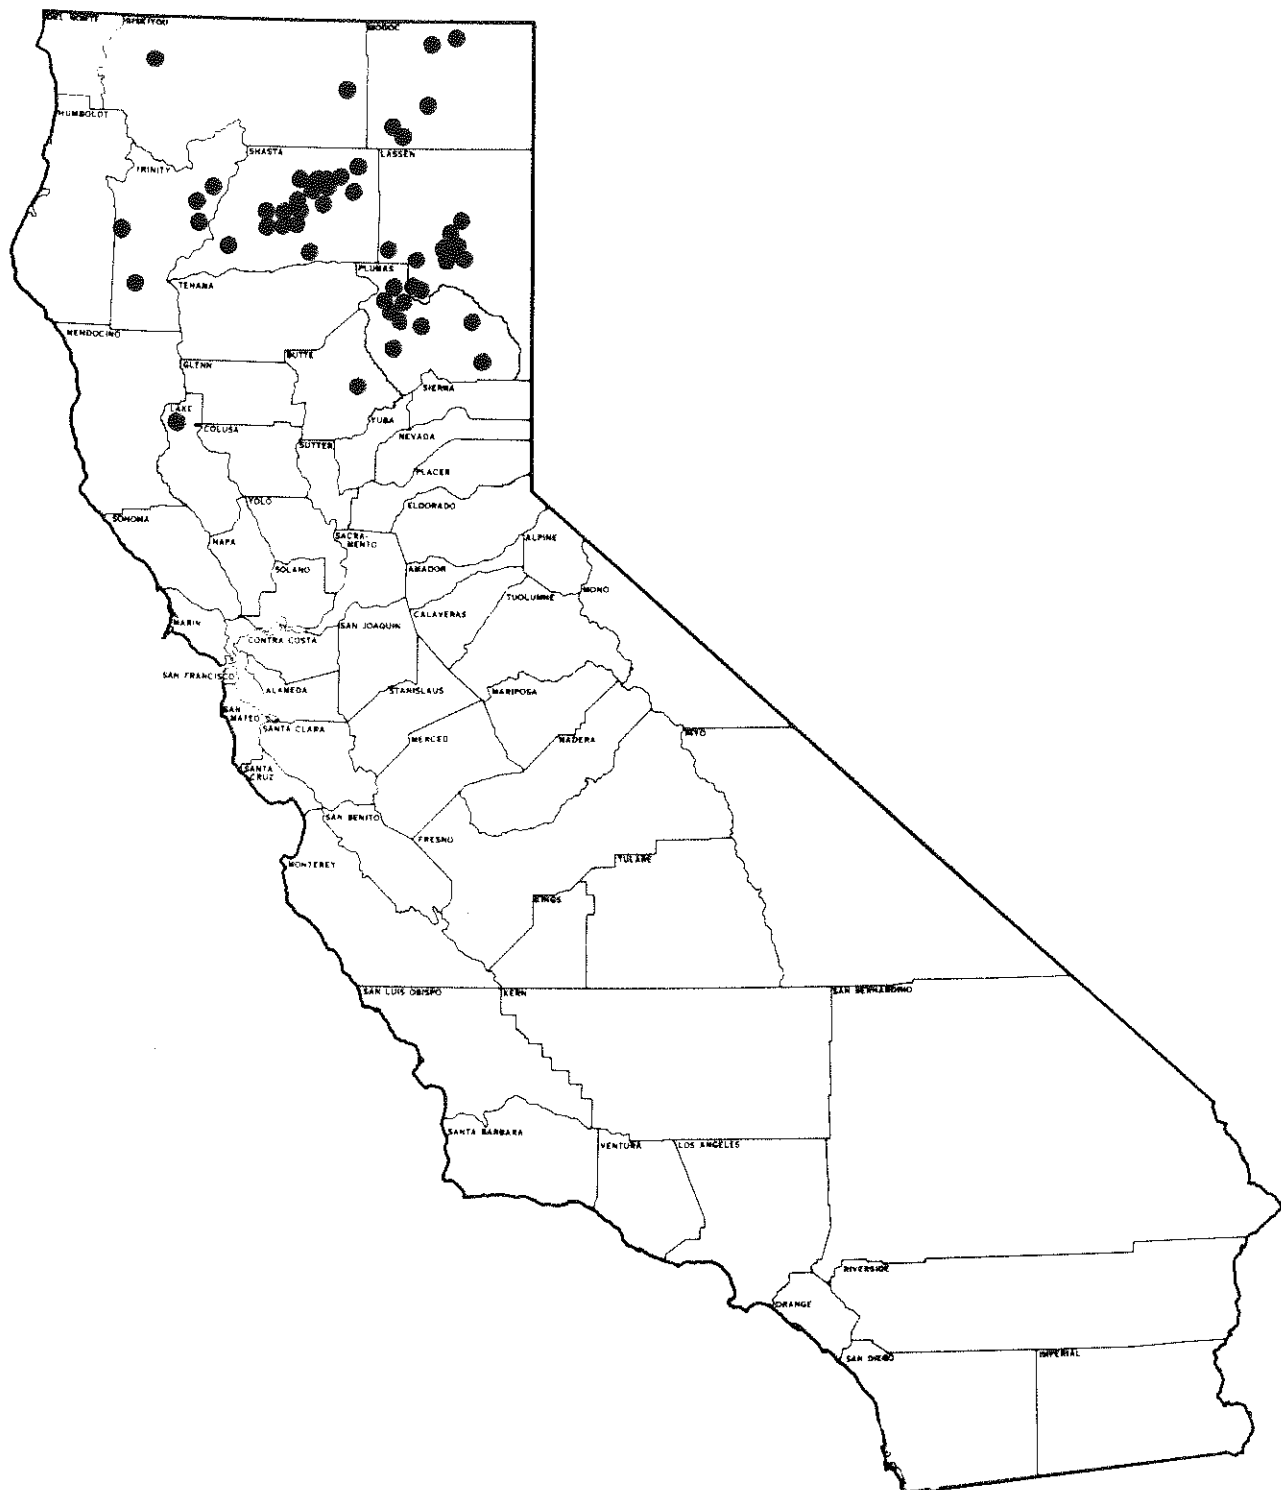 DEL NORTE
SISKIYOU
MODOC
HUMBOLDT
SHASTA
LASSEN
TRINITY
PLUMAS
TEHAMA
MENDOCINO
BUTTE
GLENN
SIERRA
LAKE
YUBA
COLUSA
NEVADA
SUTTER
PLACER
YOLO
ELDORADO
SONOMA
SACRA-
MENTO
ALPINE
NAPA
SOLANO
AMADOR
MONO
TUOLUMNE
CALAVERAS
MARIN
SAN JOAQUIN
CONTRA COSTA
SAN FRANCISCO
ALAMEDA
STANISLAUS
MARIPOSA
SAN
MATEO
SANTA CLARA
MERCED
MADERA
INYO
SANTA
CRUZ
SAN BENITO
FRESNO
MONTEREY
TULARE
KINGS
SAN LUIS OBISPO
KERN
SAN BERNARDINO
SANTA BARBARA
VENTURA
LOS ANGELES
RIVERSIDE
ORANGE
SAN DIEGO
IMPERIAL